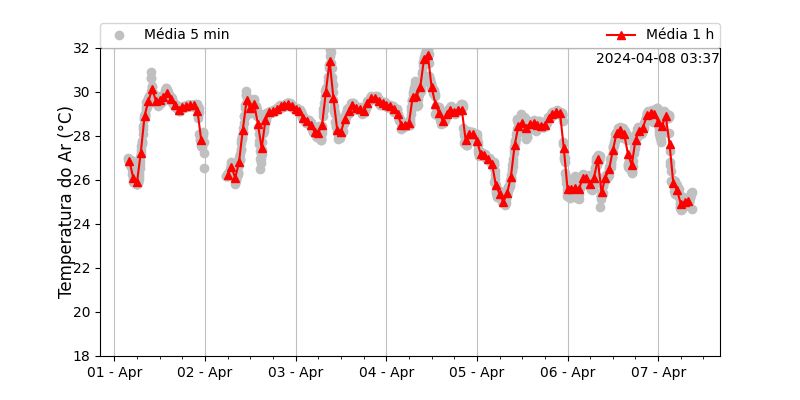 Média 5 min
Média 1 h
2024-04-08 03:37
Temperatura do Ar (°C)
32
30
28
26
24
22
20
18
01 - Apr
02 - Apr
03 - Apr
04 - Apr
05 - Apr
06 - Apr
07 - Apr